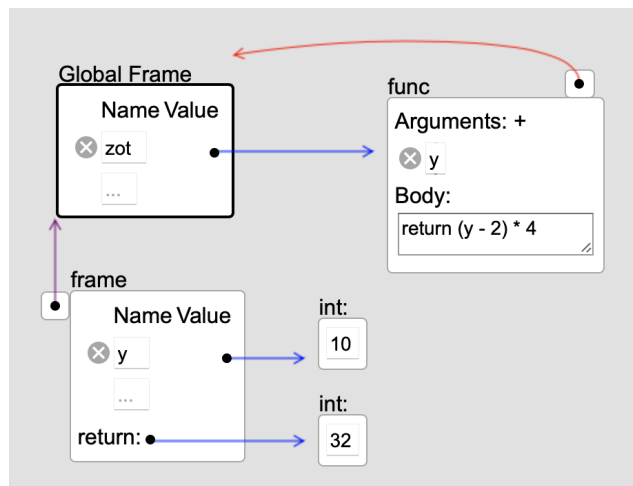 Global Frame
Name Value
zot
...
func
Arguments: +
y
Body:
return (y - 2) * 4
frame
Name Value
y
...
return:
int:
10
int:
32